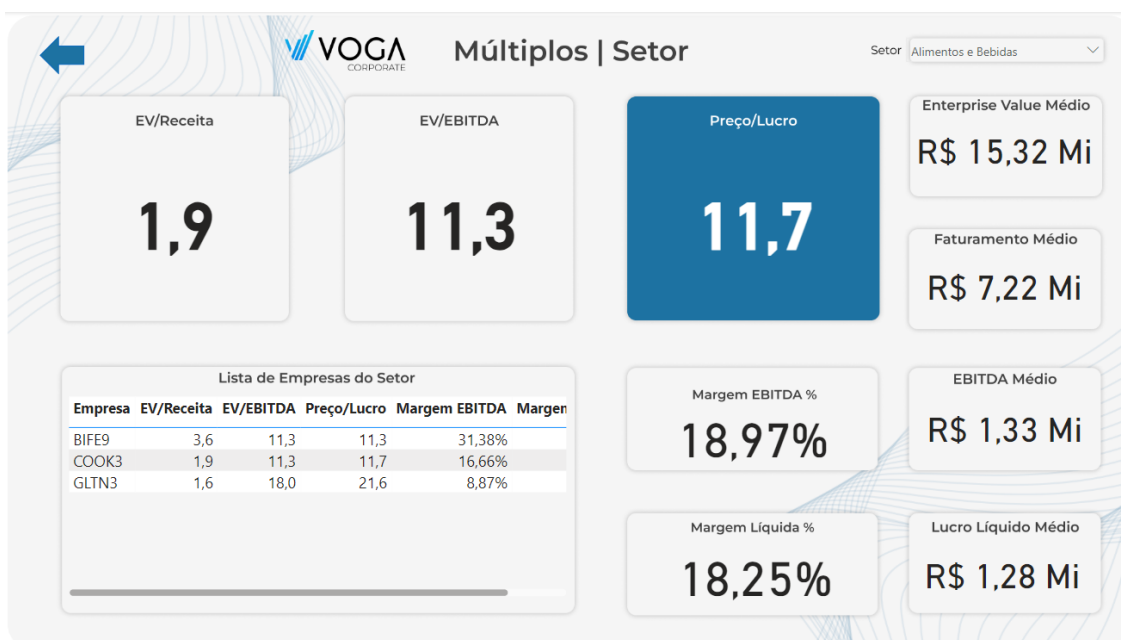 VOGA
CORPORATE
Múltiplos | Setor
Setor Alimentos e Bebidas
EV/Receita
1,9
EV/EBITDA
11,3
Preço/Lucro
11,7
Enterprise Value Médio
R$ 15,32 Mi
Faturamento Médio
R$ 7,22 Mi
Lista de Empresas do Setor
Empresa EV/Receita EV/EBITDA Preço/Lucro Margem EBITDA Margem
BIFE9 3,6 11,3 11,3 31,38%
COOK3 1,9 11,3 11,7 16,66%
GLTN3 1,6 18,0 21,6 8,87%
Margem EBITDA %
18,97%
EBITDA Médio
R$ 1,33 Mi
Margem Líquida %
18,25%
Lucro Líquido Médio
R$ 1,28 Mi